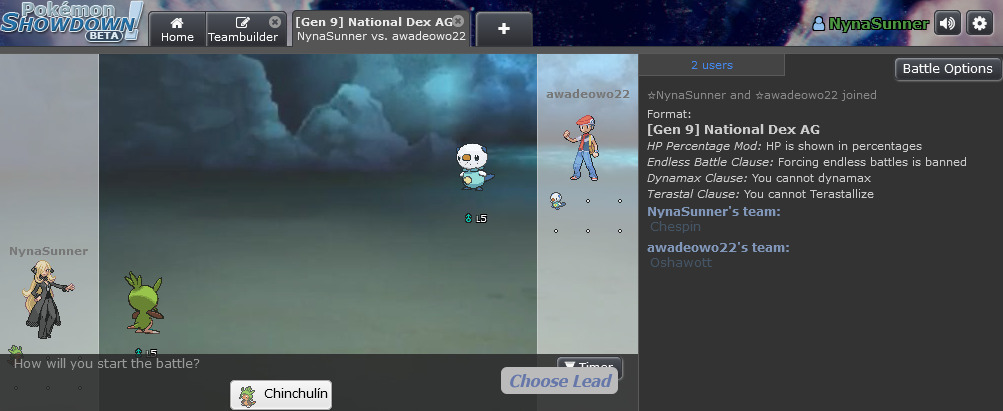 Pokémon
SHOWDOWN!
BETA
Home
Teambuilder
[Gen 9] National Dex AG
NynaSunner vs. awadeowo22
NynaSunner
awadeowo22
L5
NynaSunner
L5
How will you start the battle?
Timer
Choose Lead
Chinchulín
2 users
Battle Options
☆NynaSunner and ☆awadeowo22 joined
Format:
[Gen 9] National Dex AG
HP Percentage Mod: HP is shown in percentages
Endless Battle Clause: Forcing endless battles is banned
Dynamax Clause: You cannot dynamax
Terastal Clause: You cannot Terastallize
NynaSunner's team:
Chespin
awadeowo22's team:
Oshawott